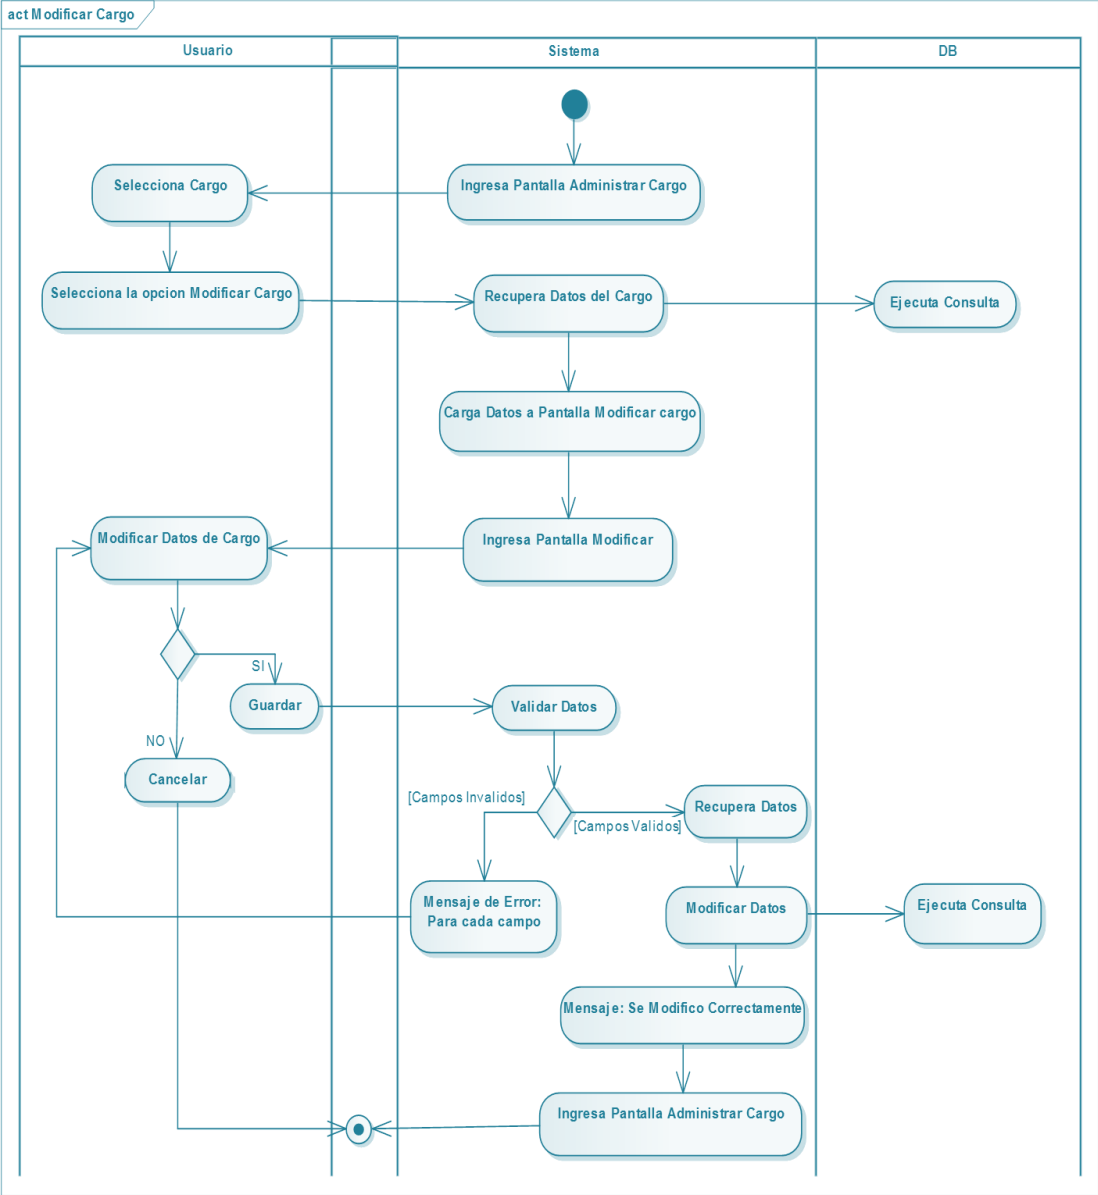 act Modificar Cargo
Usuario
Sistema
DB
Selecciona Cargo
Ingresa Pantalla Administrar Cargo
Selecciona la opcion Modificar Cargo
Recupera Datos del Cargo
Ejecuta Consulta
Carga Datos a Pantalla Modificar cargo
Modificar Datos de Cargo
Ingresa Pantalla Modificar
SI
Guardar
Validar Datos
NO
Cancelar
[Campos Invalidos]
Recupera Datos
[Campos Validos]
Mensaje de Error:
Para cada campo
Modificar Datos
Ejecuta Consulta
Mensaje: Se Modifico Correctamente
Ingresa Pantalla Administrar Cargo